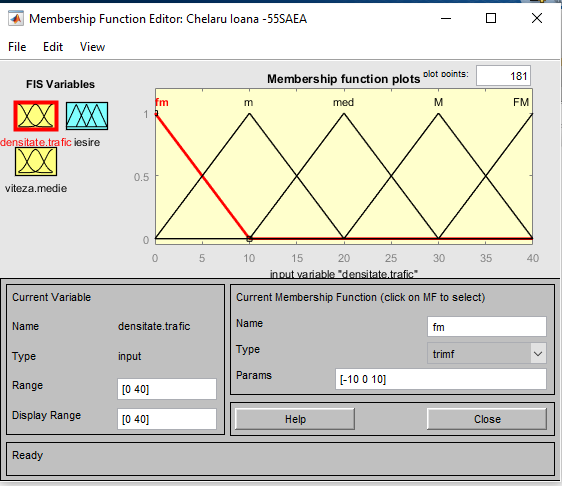 Membership Function Editor: Chelaru Ioana -55SAEA
File Edit View
FIS Variables
densitate.trafic iesire
viteza.medie
Membership function plots plot points: 181
fm m med M FM
1
0.5
0
0 5 10 15 20 25 30 35 40
input variable "densitate.trafic"
Current Variable
Name densitate.trafic
Type input
Range [0 40]
Display Range [0 40]
Current Membership Function (click on MF to select)
Name fm
Type trimf
Params [-10 0 10]
Help Close
Ready